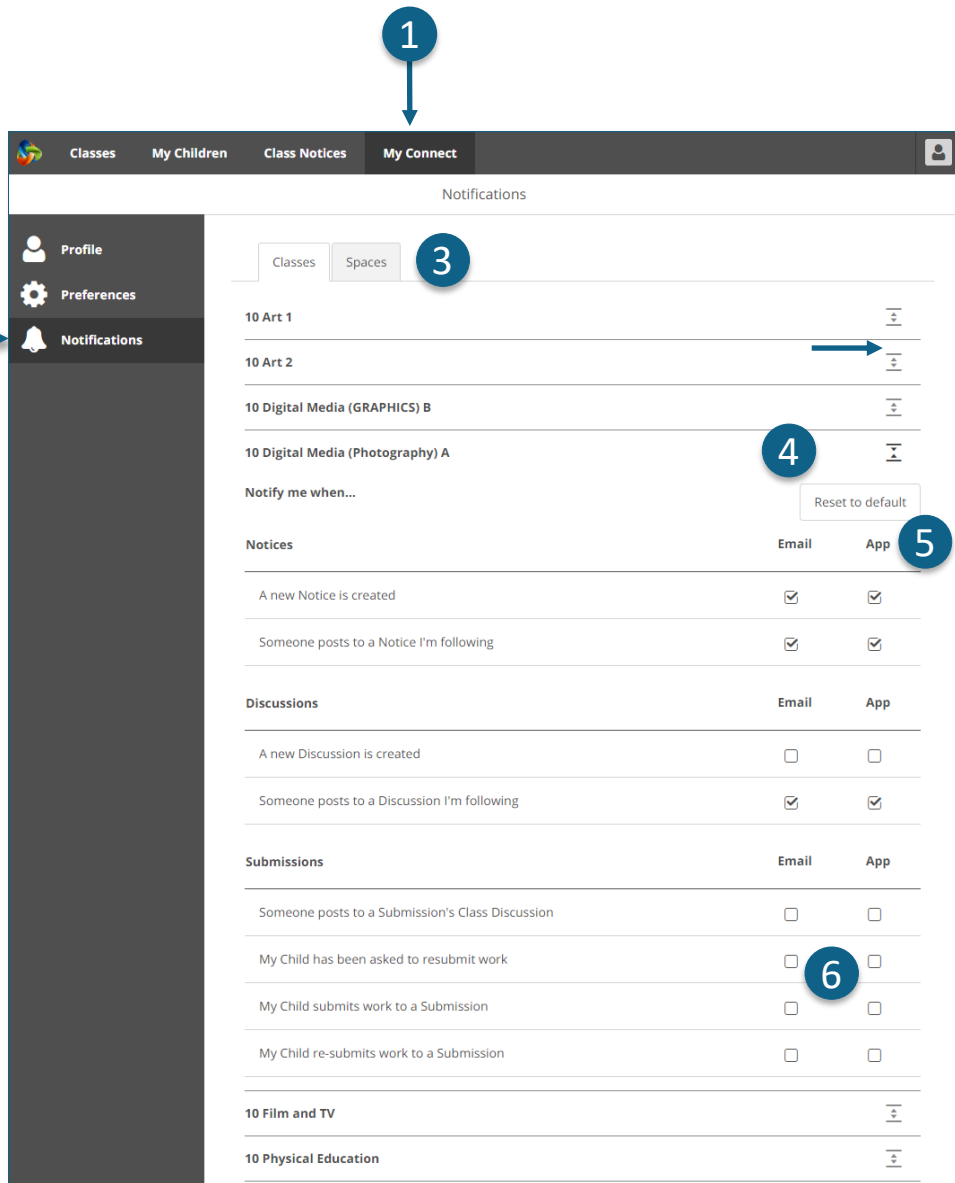 1
Classes My Children Class Notices My Connect
Notifications
Profile
Preferences
Notifications
Classes Spaces 3
10 Art 1
10 Art 2
10 Digital Media (GRAPHICS) B
10 Digital Media (Photography) A 4
Notify me when...
Reset to default
Notices Email App 5
A new Notice is created
Someone posts to a Notice I'm following
Discussions Email App
A new Discussion is created
Someone posts to a Discussion I'm following
Submissions Email App
Someone posts to a Submission's Class Discussion
My Child has been asked to resubmit work
6
My Child submits work to a Submission
My Child re-submits work to a Submission
10 Film and TV
10 Physical Education